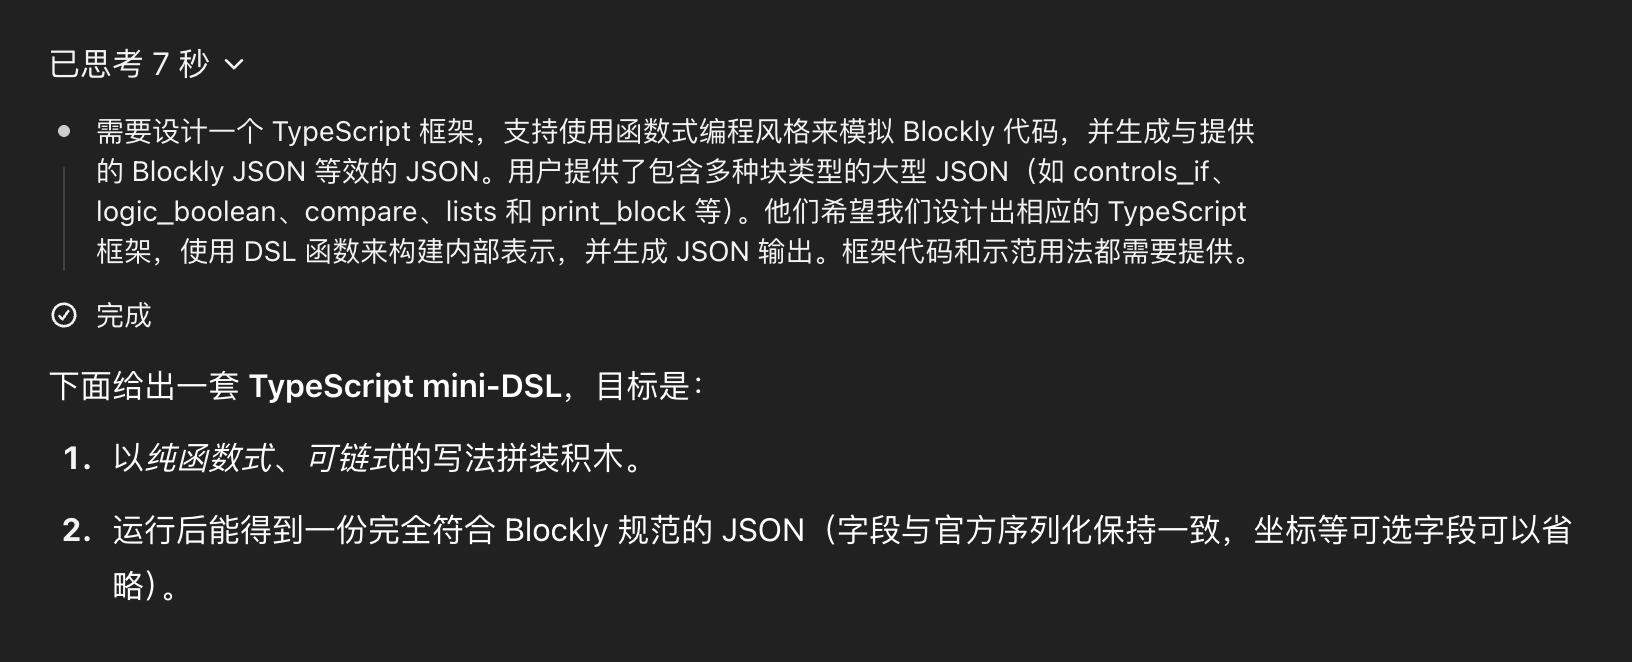 已思考 7 秒
需要设计一个 TypeScript 框架，支持使用函数式编程风格来模拟 Blockly 代码，并生成与提供
的 Blockly JSON 等效的 JSON。用户提供了包含多种块类型的大型 JSON（如 controls_if、
logic_boolean、compare、lists 和 print_block 等）。他们希望我们设计出相应的 TypeScript
框架，使用 DSL 函数来构建内部表示，并生成 JSON 输出。框架代码和示范用法都需要提供。
完成
下面给出一套 TypeScript mini-DSL，目标是：
1. 以纯函数式、可链式的写法拼装积木。
2. 运行后能得到一份完全符合 Blockly 规范的 JSON（字段与官方序列化保持一致，坐标等可选字段可以省
略）。